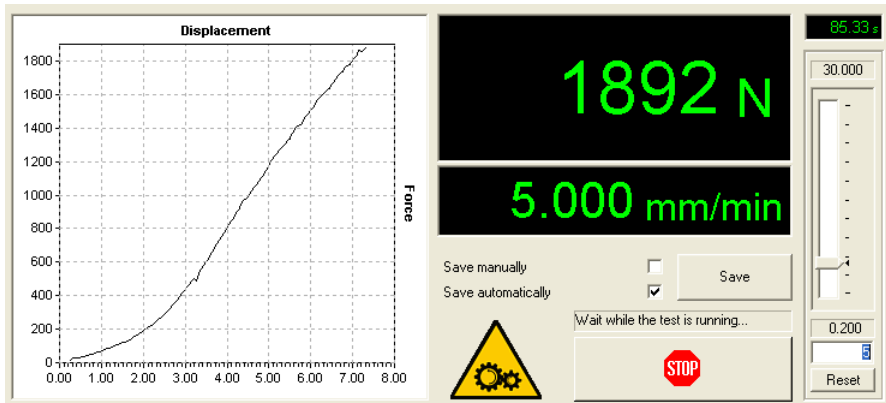 Displacement
1800
1600
1400
1200
1000
800
600
400
200
0
0.00 1.00 2.00 3.00 4.00 5.00 6.00 7.00 8.00
Force
1892 N
5.000 mm/min
Save manually
Save automatically
Save
Wait while the test is running...
STOP
85.33 s
30.000
0.200
5
Reset